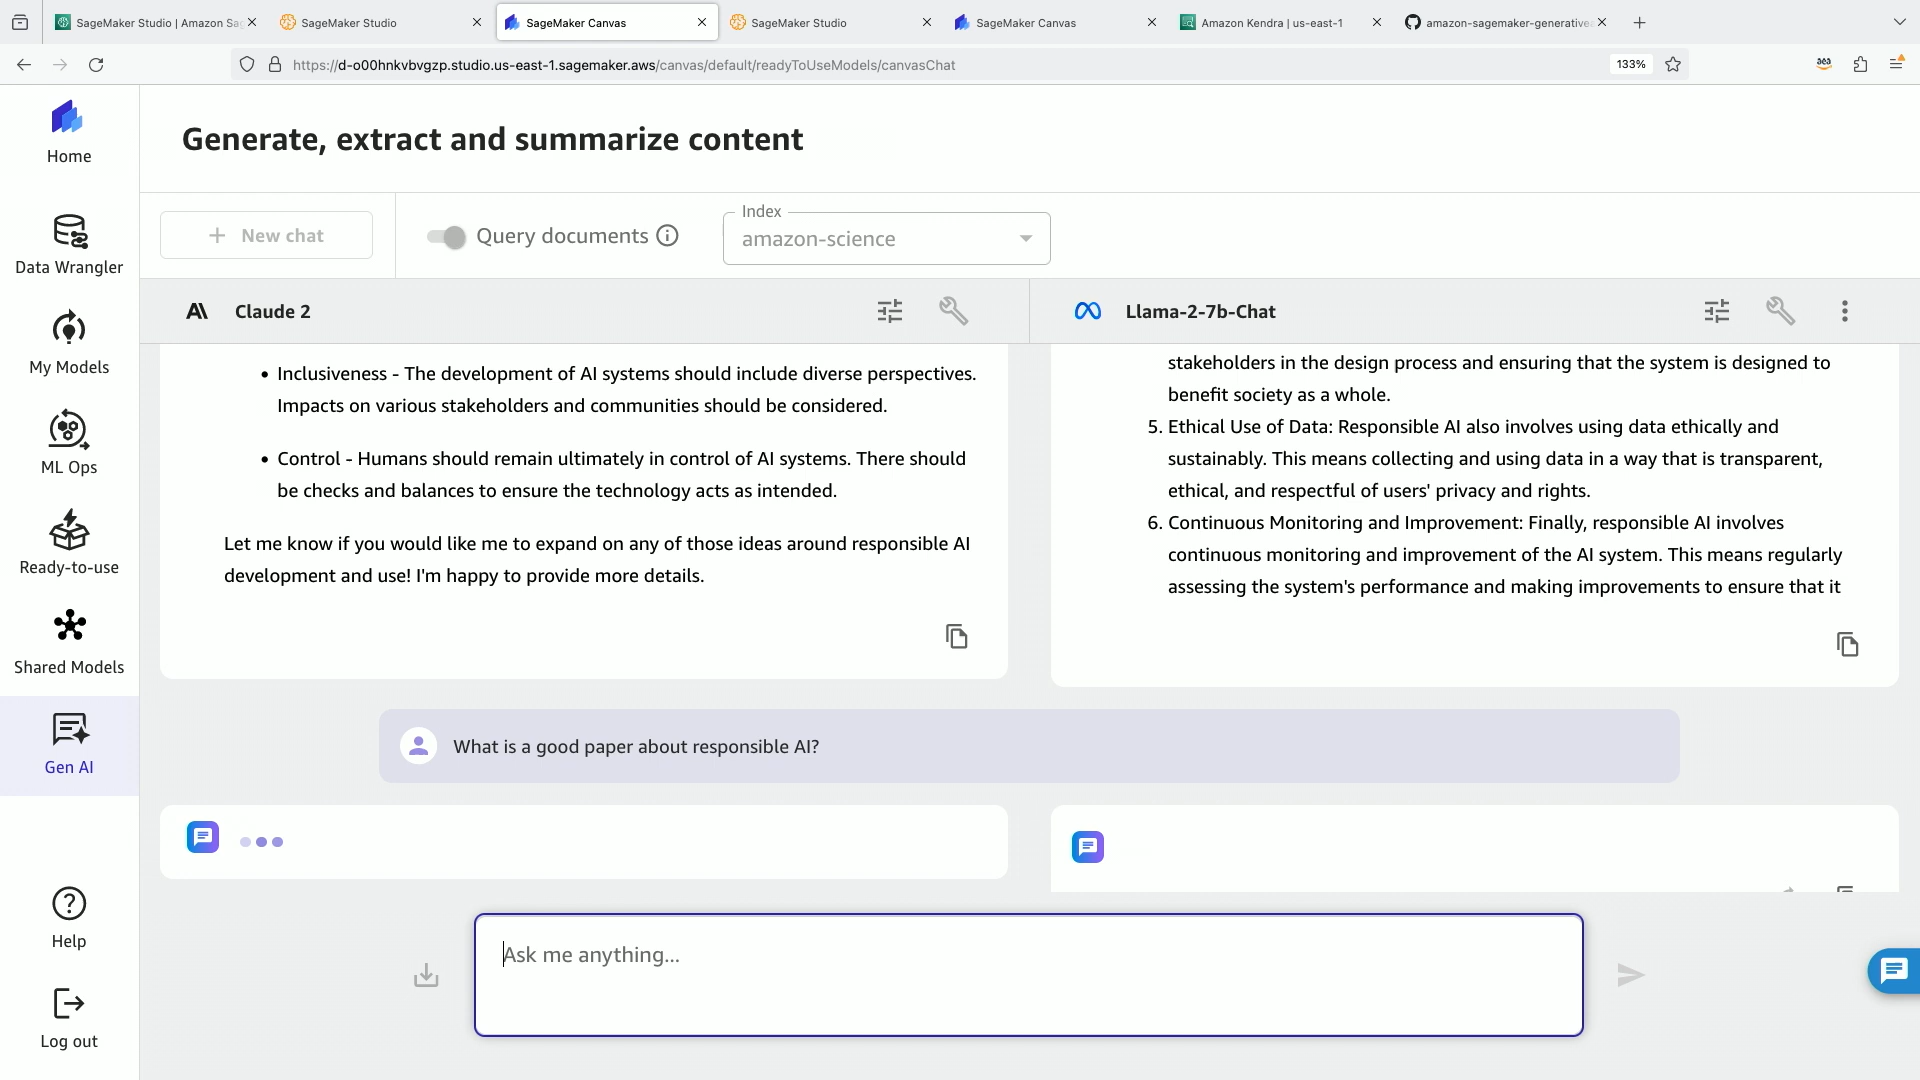 SageMaker Studio | Amazon Sa
SageMaker Studio
SageMaker Canvas
SageMaker Studio
SageMaker Canvas
Amazon Kendra | us-east-1
amazon-sagemaker-generativea
https://d-o00hnkvbvgzp.studio.us-east-1.sagemaker.aws/canvas/default/readyToUseModels/canvasChat
133%
Home
Data Wrangler
My Models
ML Ops
Ready-to-use
Shared Models
Gen AI
Help
Log out
Generate, extract and summarize content
+ New chat
Query documents
Index
amazon-science
Claude 2
• Inclusiveness - The development of AI systems should include diverse perspectives.
Impacts on various stakeholders and communities should be considered.
• Control - Humans should remain ultimately in control of AI systems. There should
be checks and balances to ensure the technology acts as intended.
Let me know if you would like me to expand on any of those ideas around responsible AI
development and use! I'm happy to provide more details.
Llama-2-7b-Chat
stakeholders in the design process and ensuring that the system is designed to
benefit society as a whole.
5. Ethical Use of Data: Responsible AI also involves using data ethically and
sustainably. This means collecting and using data in a way that is transparent,
ethical, and respectful of users' privacy and rights.
6. Continuous Monitoring and Improvement: Finally, responsible AI involves
continuous monitoring and improvement of the AI system. This means regularly
assessing the system's performance and making improvements to ensure that it
What is a good paper about responsible AI?
Ask me anything...